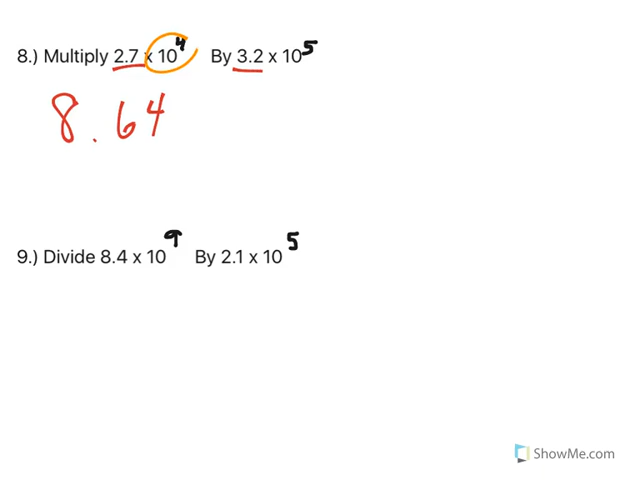 8.) Multiply 2.7 x 10⁴ By 3.2 x 10⁵
8.64
9.) Divide 8.4 x 10⁹ By 2.1 x 10⁵
ShowMe.com